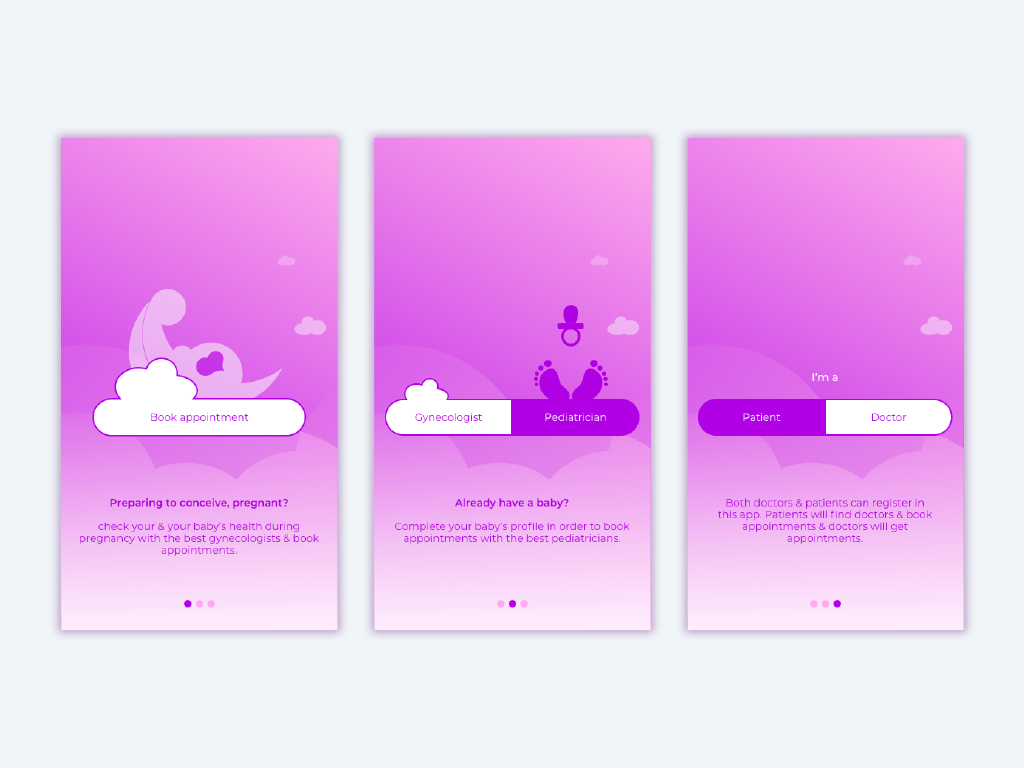 Book appointment
Preparing to conceive, pregnant?
check your & your baby's health during
pregnancy with the best gynecologists & book
appointments.
Gynecologist
Pediatrician
Already have a baby?
Complete your baby's profile in order to book
appointments with the best pediatricians.
I'm a
Patient
Doctor
Both doctors & patients can register in
this app. Patients will find doctors & book
appointments & doctors will get
appointments.